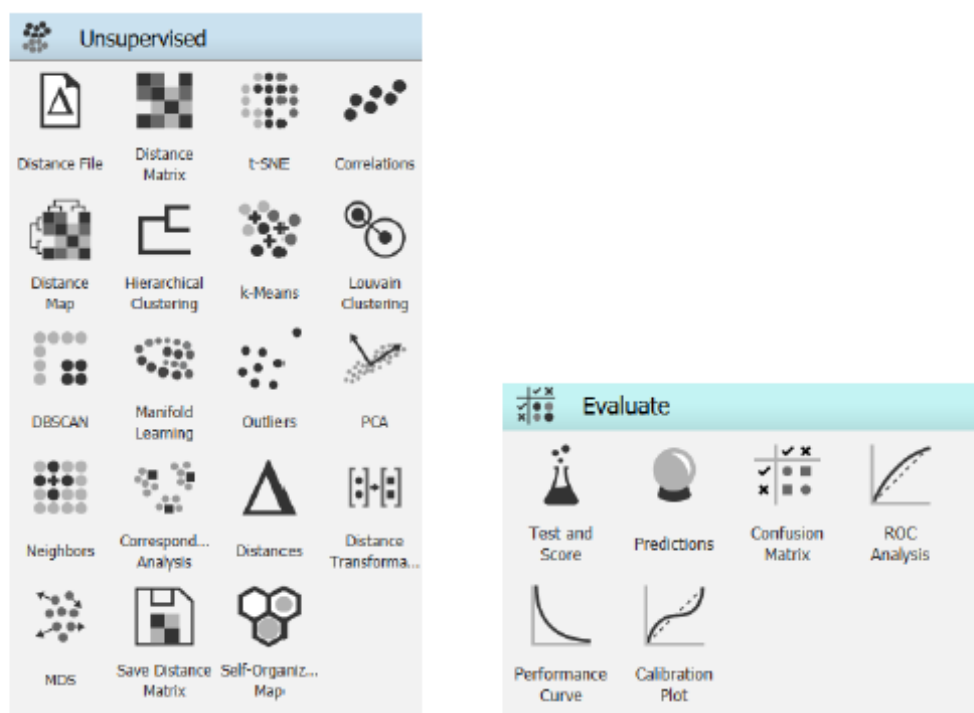 Unsupervised
Distance File
Distance
Matrix
t-SNE
Correlations
Distance
Map
Hierarchical
Clustering
k-Means
Louvain
Clustering
DBSCAN
Manifold
Learning
Outliers
PCA
Neighbors
Correspond...
Analysis
Distances
Distance
Transforma...
MDS
Save Distance
Matrix
Self-Organiz...
Map
Evaluate
Test and
Score
Predictions
Confusion
Matrix
ROC
Analysis
Performance
Curve
Calibration
Plot